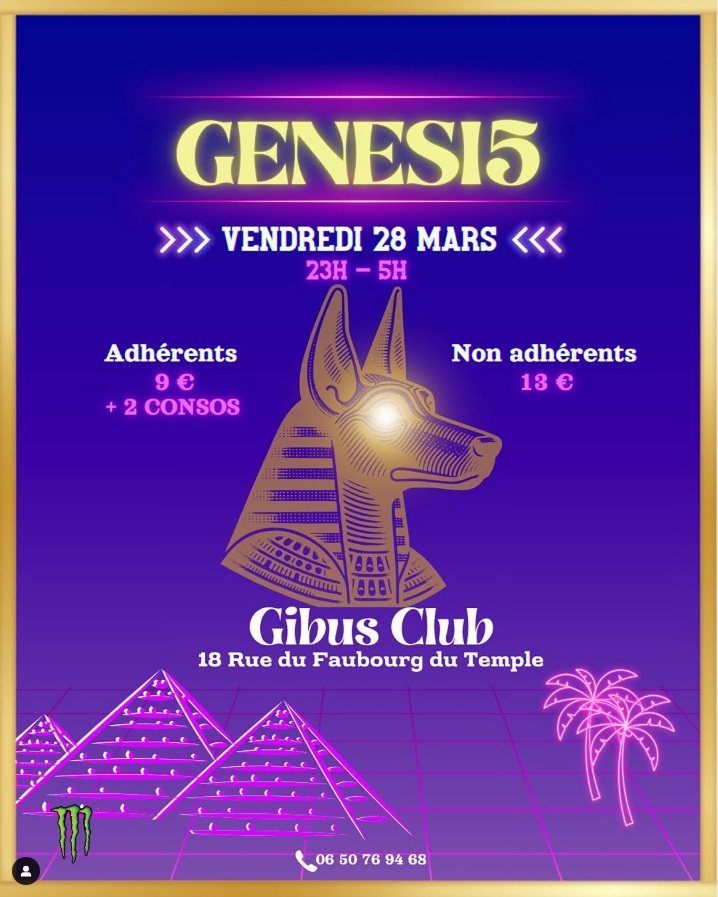 GENESI5
>>> VENDREDI 28 MARS <<<
23H – 5H
Adhérents
9 €
+ 2 CONSOS
Non adhérents
13 €
Gibus Club
18 Rue du Faubourg du Temple
06 50 76 94 68